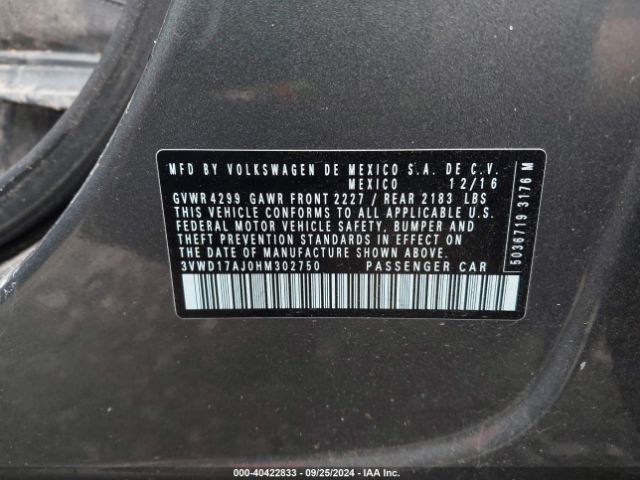 MFD BY VOLKSWAGEN DE MEXICO S.A. DE C.V.
MEXICO 12/16
GVWR 4299 GAWR FRONT 2227 / REAR 2183 LBS
THIS VEHICLE CONFORMS TO ALL APPLICABLE U.S.
FEDERAL MOTOR VEHICLE SAFETY, BUMPER AND
THEFT PREVENTION STANDARDS IN EFFECT ON
THE DATE OF MANUFACTURE SHOWN ABOVE.
3VWD17AJ0HM302750 PASSENGER CAR
5036719 3176 M
000-40422833 - 09/25/2024 - IAA Inc.